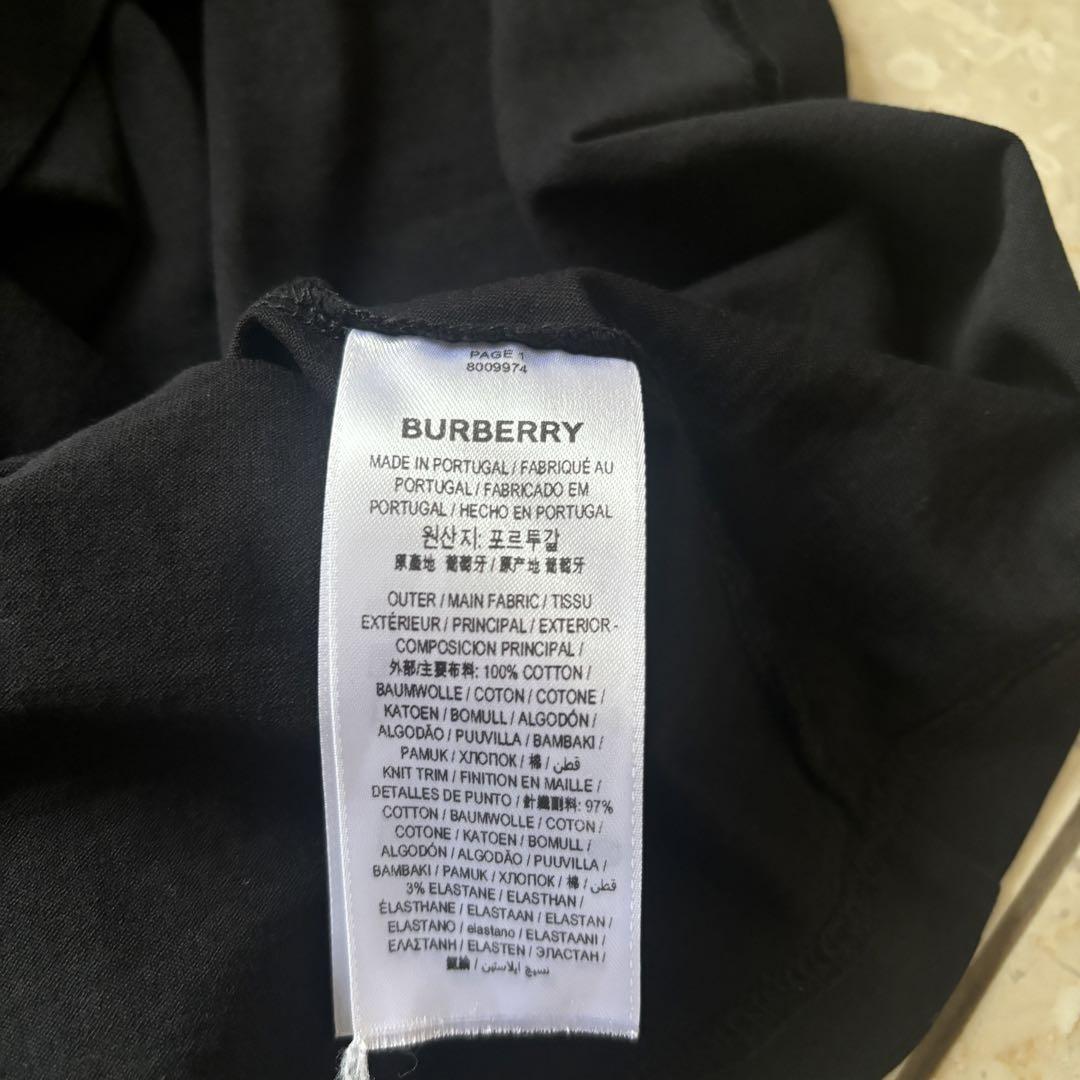 PAGE 1
8009974
BURBERRY
MADE IN PORTUGAL / FABRIQUÉ AU
PORTUGAL / FABRICADO EM
PORTUGAL / HECHO EN PORTUGAL
원산지: 포르투갈
原產地 葡萄牙 / 原产地 葡萄牙
OUTER / MAIN FABRIC / TISSU
EXTÉRIEUR / PRINCIPAL / EXTERIOR -
COMPOSICION PRINCIPAL /
外部/主要布料: 100% COTTON /
BAUMWOLLE / COTON / COTONE /
KATOEN / BOMULL / ALGODÓN /
ALGODÃO / PUUVILLA / BAMBAKI /
PAMUK / ХЛОПОК / 棉 / قطن
KNIT TRIM / FINITION EN MAILLE /
DETALLES DE PUNTO / 針織副料: 97%
COTTON / BAUMWOLLE / COTON /
COTONE / KATOEN / BOMULL /
ALGODÓN / ALGODÃO / PUUVILLA /
BAMBAKI / PAMUK / ХЛОПОК / 棉 / قطن
3% ELASTANE / ELASTHAN /
ÉLASTHANE / ELASTAAN / ELASTAN /
ELASTANO / elastano / ELASTAANI /
ΕΛΑΣΤΑΝΗ / ELASTEN / ЭЛАСТАН /
/ نسيج ايلاستين